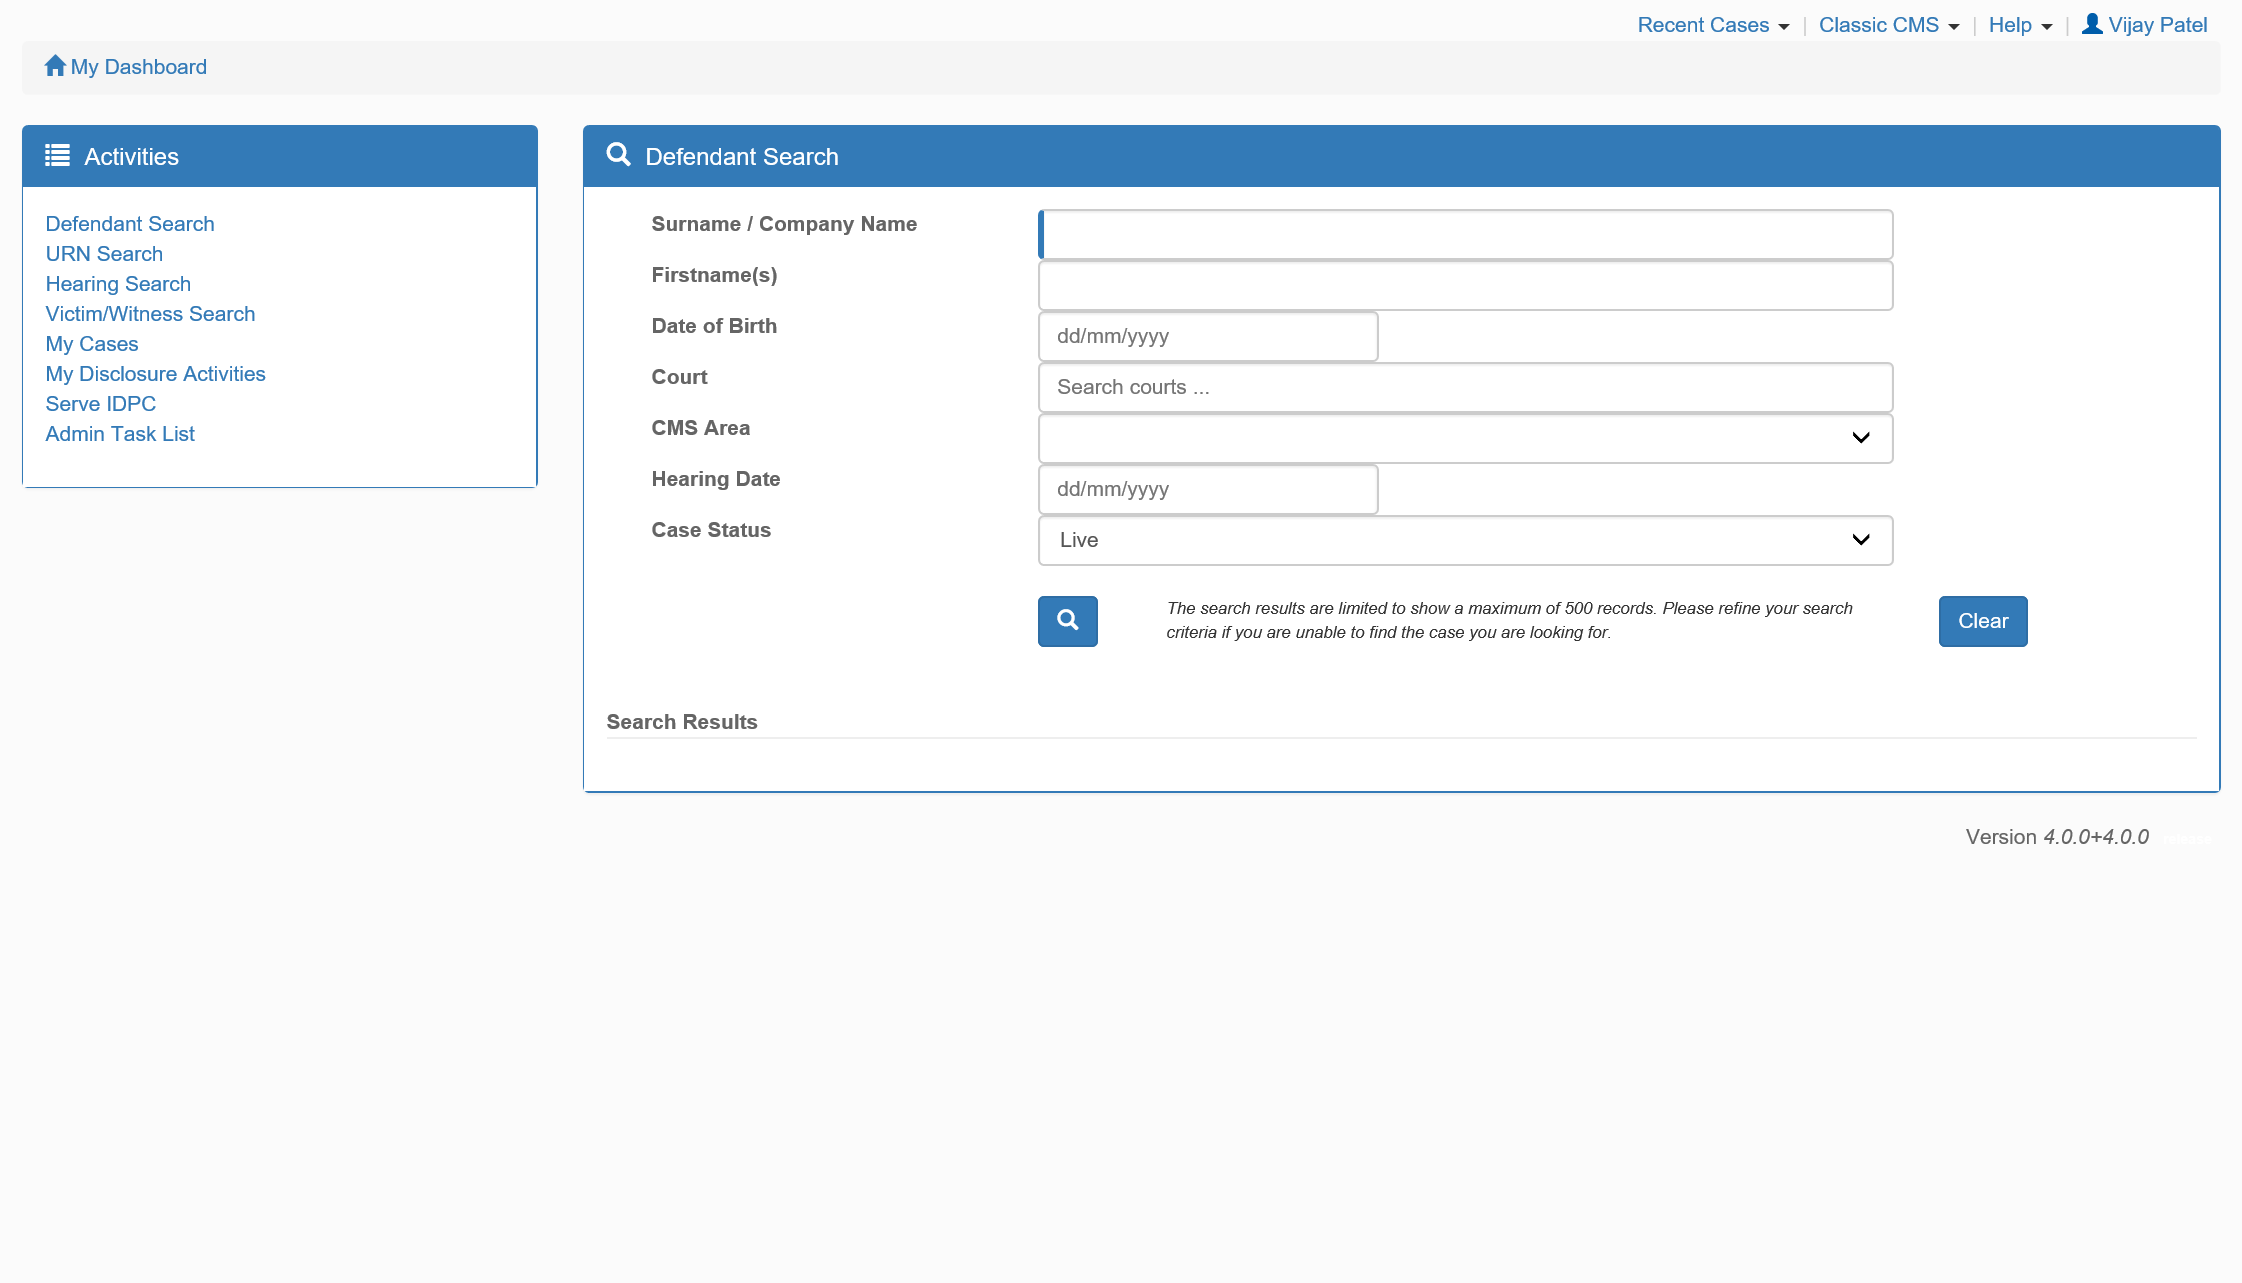 Recent Cases | Classic CMS | Help | Vijay Patel
My Dashboard
Activities
Defendant Search
URN Search
Hearing Search
Victim/Witness Search
My Cases
My Disclosure Activities
Serve IDPC
Admin Task List
Defendant Search
Surname / Company Name
Firstname(s)
Date of Birth dd/mm/yyyy
Court Search courts ...
CMS Area
Hearing Date dd/mm/yyyy
Case Status Live
The search results are limited to show a maximum of 500 records. Please refine your search
criteria if you are unable to find the case you are looking for.
Clear
Search Results
Version 4.0.0+4.0.0